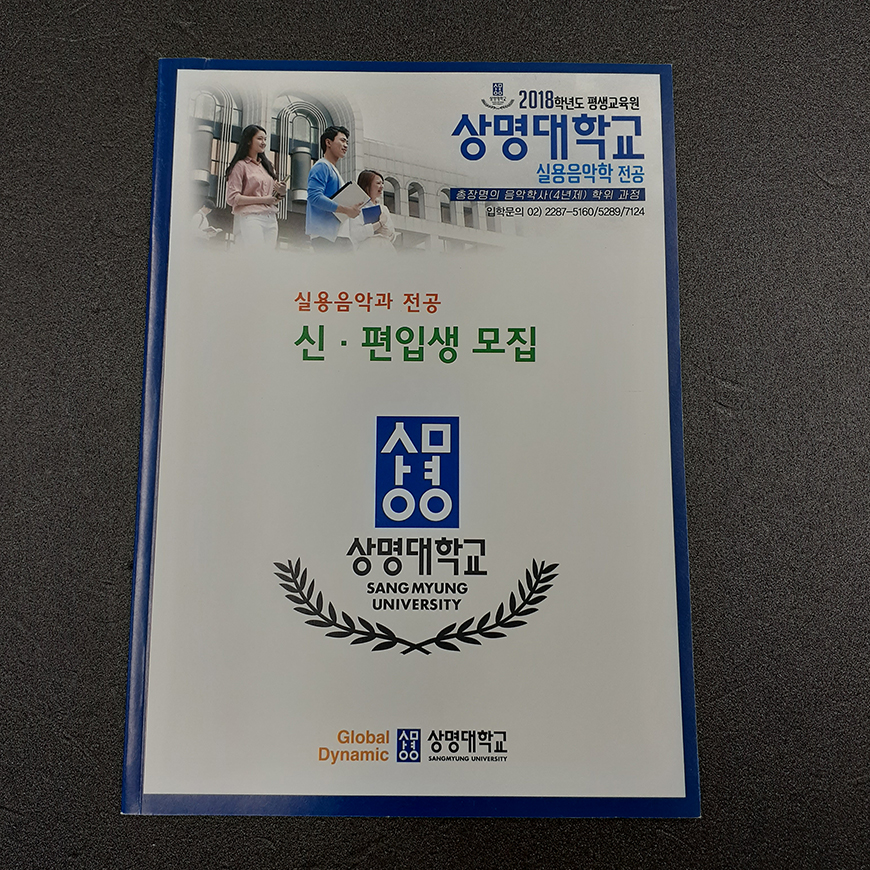 2018학년도 평생교육원
상명대학교
실용음악학 전공
총장명의 음악학사(4년제) 학위 과정
입학문의 02) 2287-5160/5289/7124
실용음악과 전공
신·편입생 모집
상명
상명대학교
SANGMYUNG
UNIVERSITY
Global
Dynamic
상명
상명대학교
SANGMYUNG UNIVERSITY